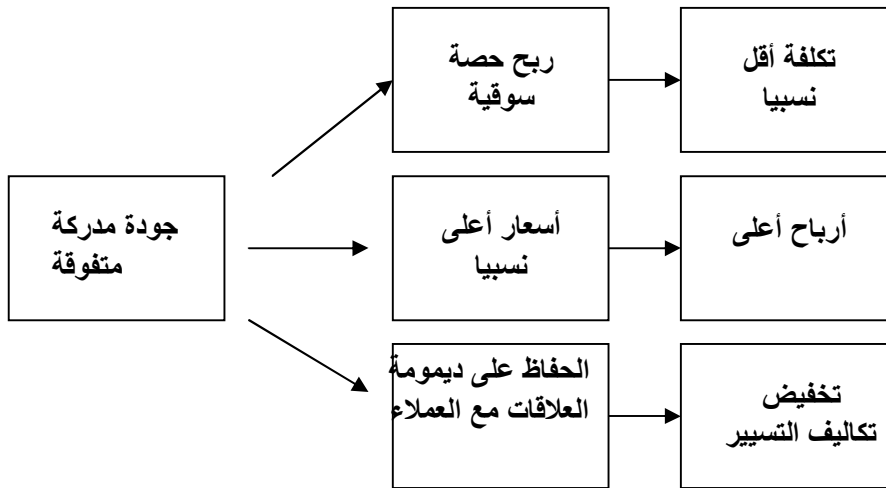 ربح حصة
سوقية
تكلفة أقل
نسبيا
جودة مدركة
متفوقة
أسعار أعلى
نسبيا
أرباح أعلى
الحفاظ على ديمومة
العلاقات مع العملاء
تخفيض
تكاليف التسيير